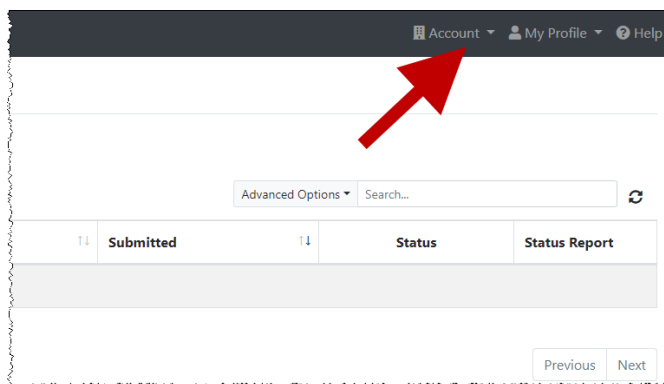 Account My Profile Help
Advanced Options Search...
Submitted Status Status Report
Previous Next